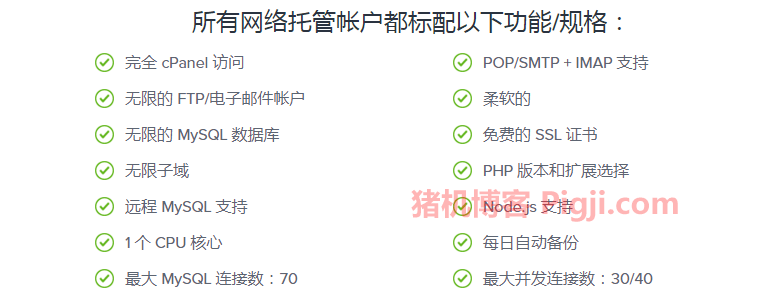 所有网络托管帐户都标配以下功能/规格：
完全 cPanel 访问
无限的 FTP/电子邮件帐户
无限的 MySQL 数据库
无限子域
远程 MySQL 支持
1 个 CPU 核心
最大 MySQL 连接数：70
POP/SMTP + IMAP 支持
柔软的
免费的 SSL 证书
PHP 版本和扩展选择
Node.js 支持
每日自动备份
最大并发连接数：30/40
猪机博客 Pigji.com